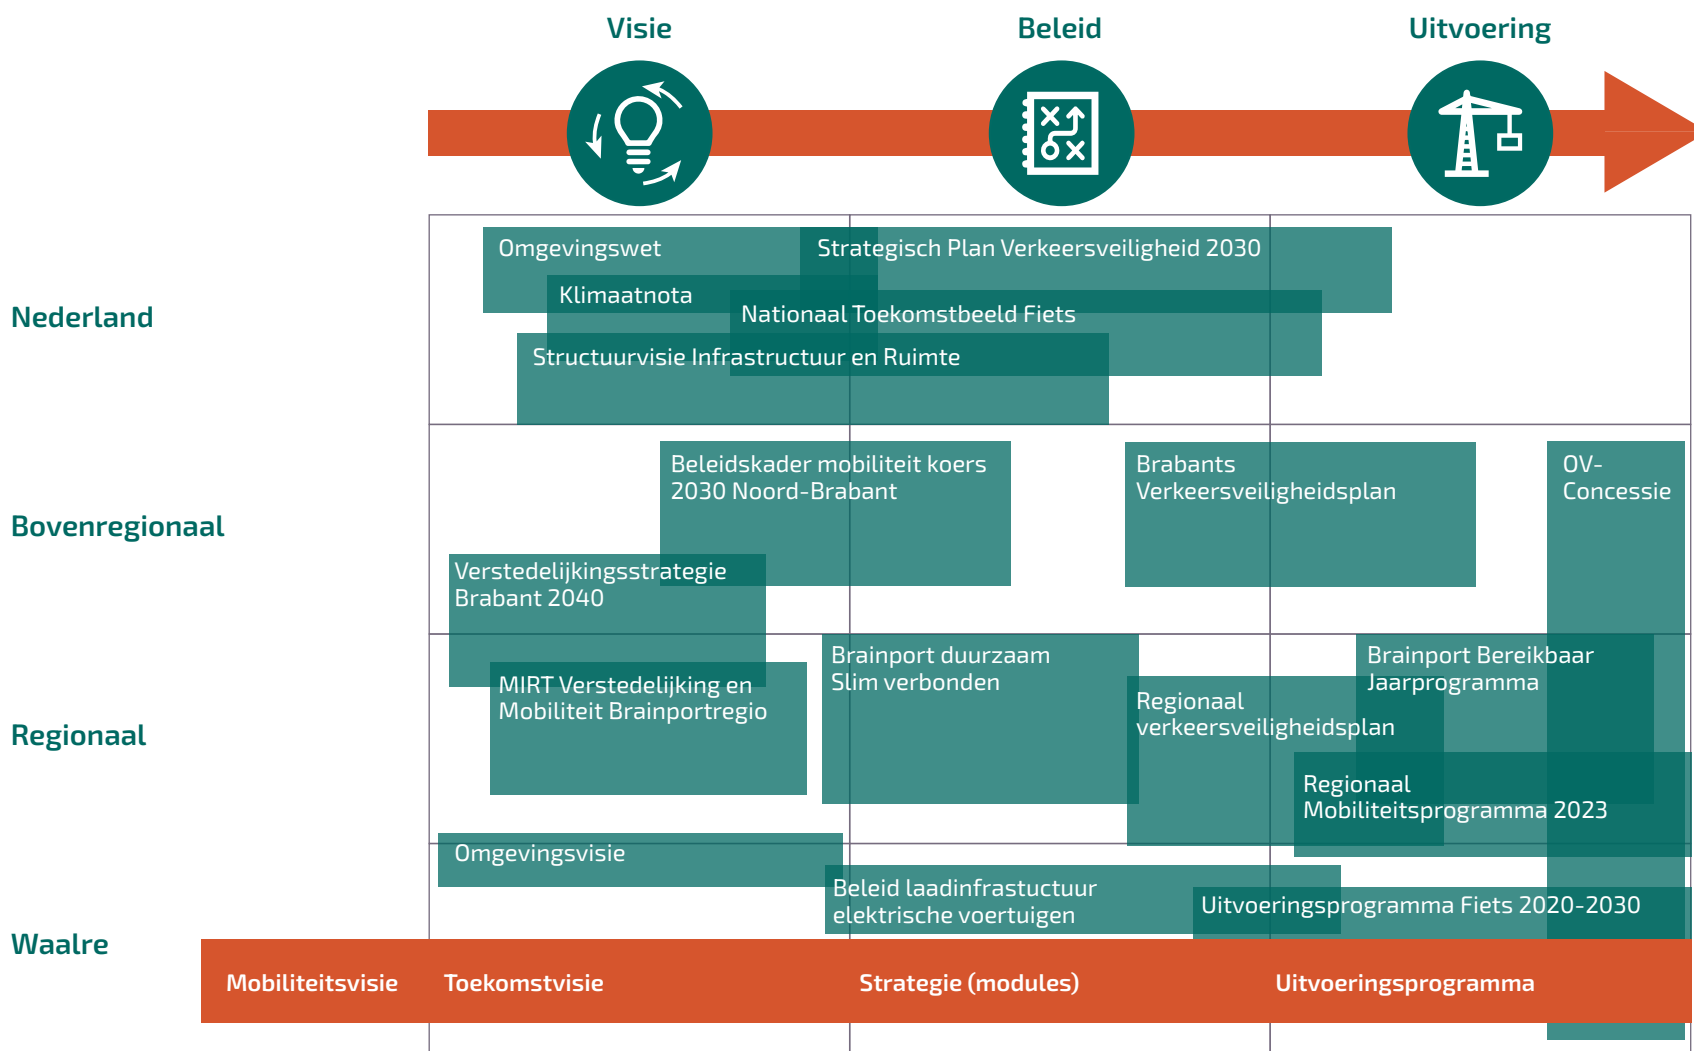 Visie
Beleid
Uitvoering
Nederland
Omgevingswet
Strategisch Plan Verkeersveiligheid 2030
Klimaatnota
Nationaal Toekomstbeeld Fiets
Structuurvisie Infrastructuur en Ruimte
Bovenregionaal
Beleidskader mobiliteit koers
2030 Noord-Brabant
Brabants
Verkeersveiligheidsplan
OV-
Concessie
Verstedelijkingsstrategie
Brabant 2040
Regionaal
MIRT Verstedelijking en
Mobiliteit Brainportregio
Brainport duurzaam
Slim verbonden
Regionaal
verkeersveiligheidsplan
Brainport Bereikbaar
Jaarprogramma
Regionaal
Mobiliteitsprogramma 2023
Waalre
Omgevingsvisie
Beleid laadinfrastuctuur
elektrische voertuigen
Uitvoeringsprogramma Fiets 2020-2030
Mobiliteitsvisie
Toekomstvisie
Strategie (modules)
Uitvoeringsprogramma